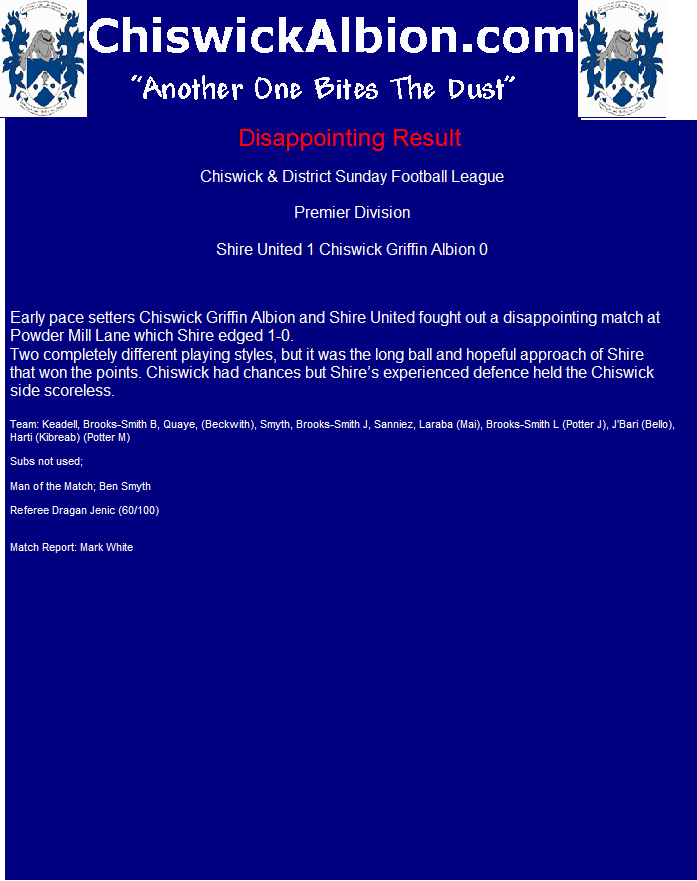 ChiswickAlbion.com
“Another One Bites The Dust”
Disappointing Result
Chiswick & District Sunday Football League
Premier Division
Shire United 1 Chiswick Griffin Albion 0
Early pace setters Chiswick Griffin Albion and Shire United fought out a disappointing match at
Powder Mill Lane which Shire edged 1-0.
Two completely different playing styles, but it was the long ball and hopeful approach of Shire
that won the points. Chiswick had chances but Shire’s experienced defence held the Chiswick
side scoreless.
Team: Keadell, Brooks-Smith B, Quaye, (Beckwith), Smyth, Brooks-Smith J, Sanniez, Laraba (Mai), Brooks-Smith L (Potter J), J'Bari (Bello),
Harti (Kibreab) (Potter M)
Subs not used;
Man of the Match; Ben Smyth
Referee Dragan Jenic (60/100)
Match Report: Mark White